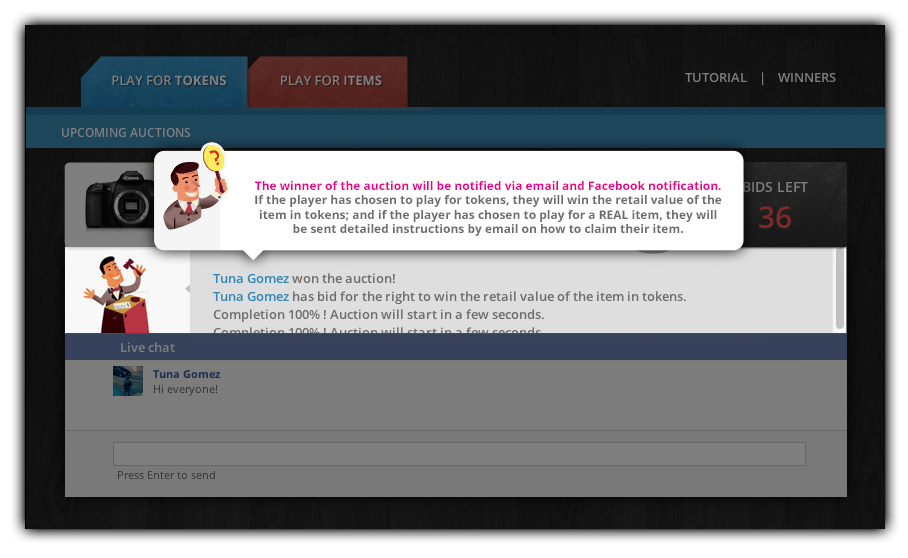 PLAY FOR TOKENS
PLAY FOR ITEMS
TUTORIAL | WINNERS
UPCOMING AUCTIONS
?
The winner of the auction will be notified via email and Facebook notification.
If the player has chosen to play for tokens, they will win the retail value of the
item in tokens; and if the player has chosen to play for a REAL item, they will
be sent detailed instructions by email on how to claim their item.
BIDS LEFT
36
Tuna Gomez won the auction!
Tuna Gomez has bid for the right to win the retail value of the item in tokens.
Completion 100% ! Auction will start in a few seconds.
Completion 100% ! Auction will start in a few seconds.
Live chat
Tuna Gomez
Hi everyone!
Press Enter to send